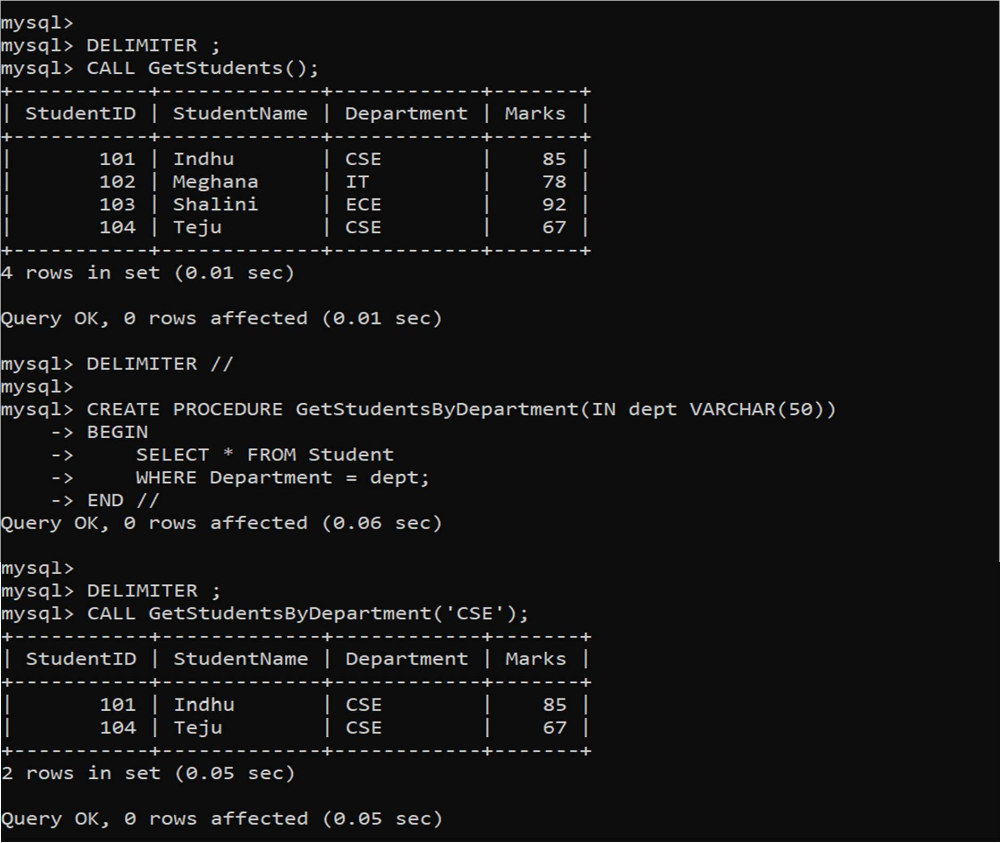 mysql>
mysql> DELIMITER ;
mysql> CALL GetStudents();
+-----------+-------------+------------+-------+
| StudentID | StudentName | Department | Marks |
+-----------+-------------+------------+-------+
|       101 | Indhu       | CSE        |    85 |
|       102 | Meghana     | IT         |    78 |
|       103 | Shalini     | ECE        |    92 |
|       104 | Teju        | CSE        |    67 |
+-----------+-------------+------------+-------+
4 rows in set (0.01 sec)

Query OK, 0 rows affected (0.01 sec)

mysql> DELIMITER //
mysql>
mysql> CREATE PROCEDURE GetStudentsByDepartment(IN dept VARCHAR(50))
    -> BEGIN
    ->     SELECT * FROM Student
    ->     WHERE Department = dept;
    -> END //
Query OK, 0 rows affected (0.06 sec)

mysql>
mysql> DELIMITER ;
mysql> CALL GetStudentsByDepartment('CSE');
+-----------+-------------+------------+-------+
| StudentID | StudentName | Department | Marks |
+-----------+-------------+------------+-------+
|       101 | Indhu       | CSE        |    85 |
|       104 | Teju        | CSE        |    67 |
+-----------+-------------+------------+-------+
2 rows in set (0.05 sec)

Query OK, 0 rows affected (0.05 sec)